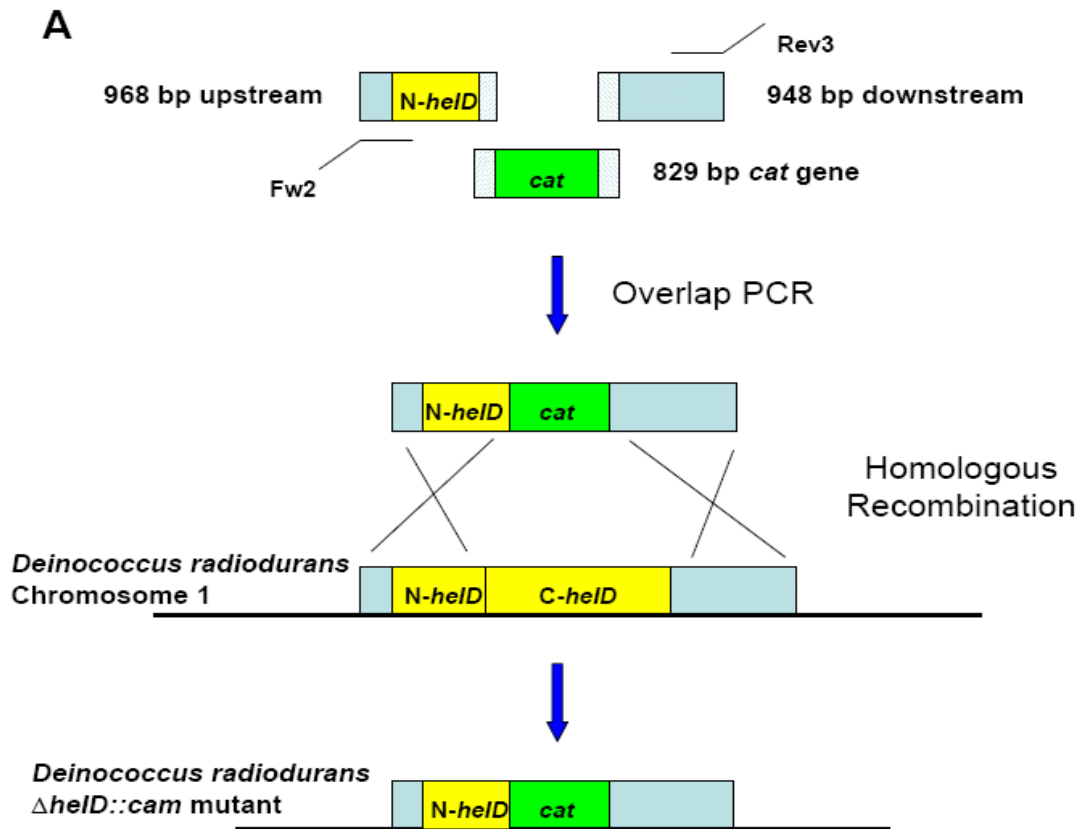 A
Rev3
968 bp upstream
N-helD
948 bp downstream
Fw2
cat
829 bp cat gene
Overlap PCR
N-helD
cat
Homologous
Recombination
Deinococcus radiodurans
Chromosome 1
N-helD
C-helD
Deinococcus radiodurans
ΔhelD::cam mutant
N-helD
cat